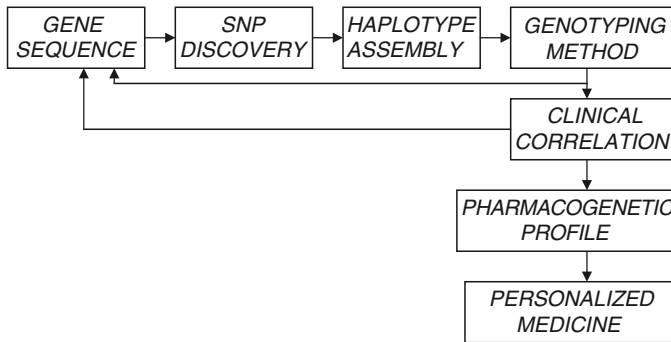 GENE
SEQUENCE
SNP
DISCOVERY
HAPLOTYPE
ASSEMBLY
GENOTYPING
METHOD
CLINICAL
CORRELATION
PHARMACOGENETIC
PROFILE
PERSONALIZED
MEDICINE